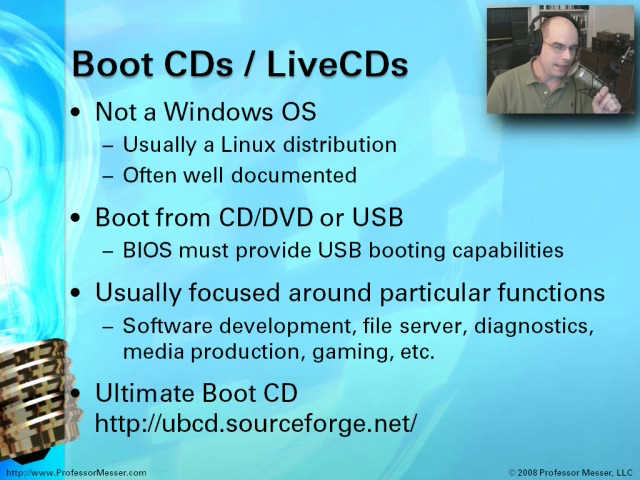 Boot CDs / LiveCDs
• Not a Windows OS
– Usually a Linux distribution
– Often well documented
• Boot from CD/DVD or USB
– BIOS must provide USB booting capabilities
• Usually focused around particular functions
– Software development, file server, diagnostics,
media production, gaming, etc.
• Ultimate Boot CD
http://ubcd.sourceforge.net/
http://www.ProfessorMesser.com
© 2008 Professor Messer, LLC